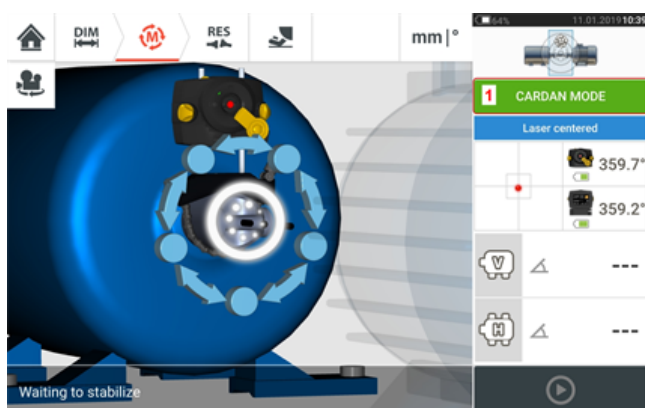 DIM
M
RES
mm|°
64%
11.01.2019 10:39
1 CARDAN MODE
Laser centered
359.7°
359.2°
V
---
H
---
Waiting to stabilize